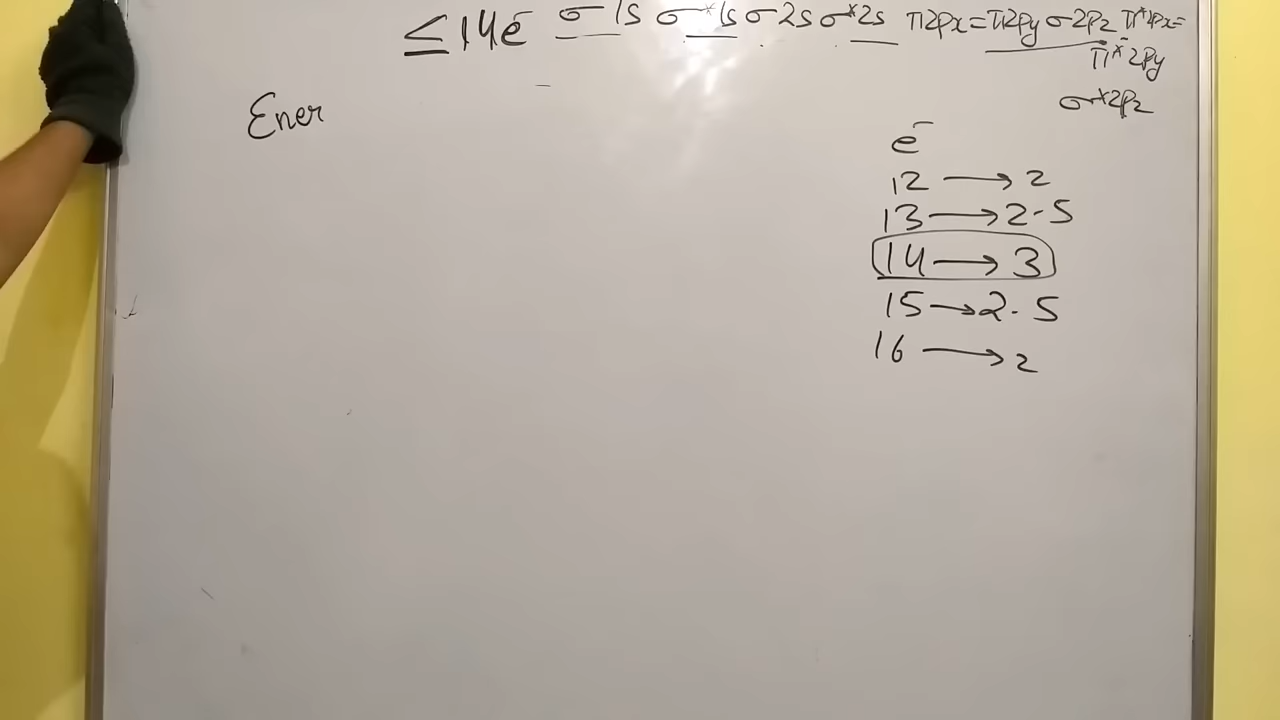 ≤14e⁻ σ1s σ*1s σ2s σ*2s π2px=π2py σ2pz π*2px=
π*2py
σ*2pz
Ener
e⁻
12 → 2
13 → 2.5
14 → 3
15 → 2.5
16 → 2